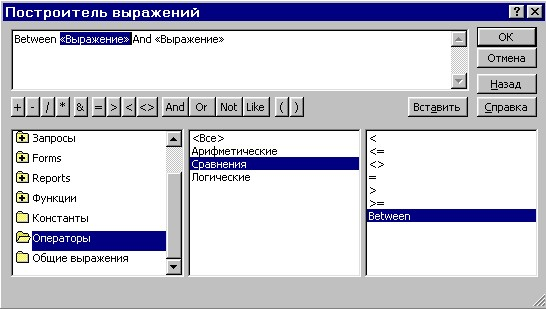 Построитель выражений ? ×
Between «Выражение» And «Выражение»
OK
Отмена
Назад
+ - / * & = > < <> And Or Not Like ( ) Вставить Справка
Запросы
Forms
Reports
Функции
Константы
Операторы
Общие выражения
<Все>
Арифметические
Сравнения
Логические
<
<=
<>
=
>
>=
Between